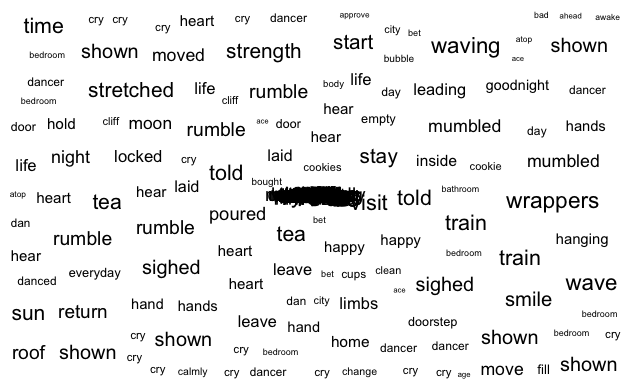 time cry cry cry heart cry dancer approve city bet bad ahead awake
bedroom shown moved strength start bubble waving atop ace shown
dancer bedroom stretched life cliff rumble body life day leading goodnight dancer
door hold cliff moon rumble ace door hear hear empty mumbled day hands
life night locked cry told laid cookies stay inside cookie mumbled
atop heart tea hear laid bought visit told bathroom wrappers
dan rumble rumble poured tea bet train hanging
hear danced everyday sighed heart heart leave happy bet cups happy clean ace sighed bedroom train wave
sun return hand hands leave dan city hand limbs doorstep smile bedroom
roof shown cry cry shown cry bedroom home dancer dancer shown bedroom cry
cry calmly cry dancer cry change cry cry age move fill shown